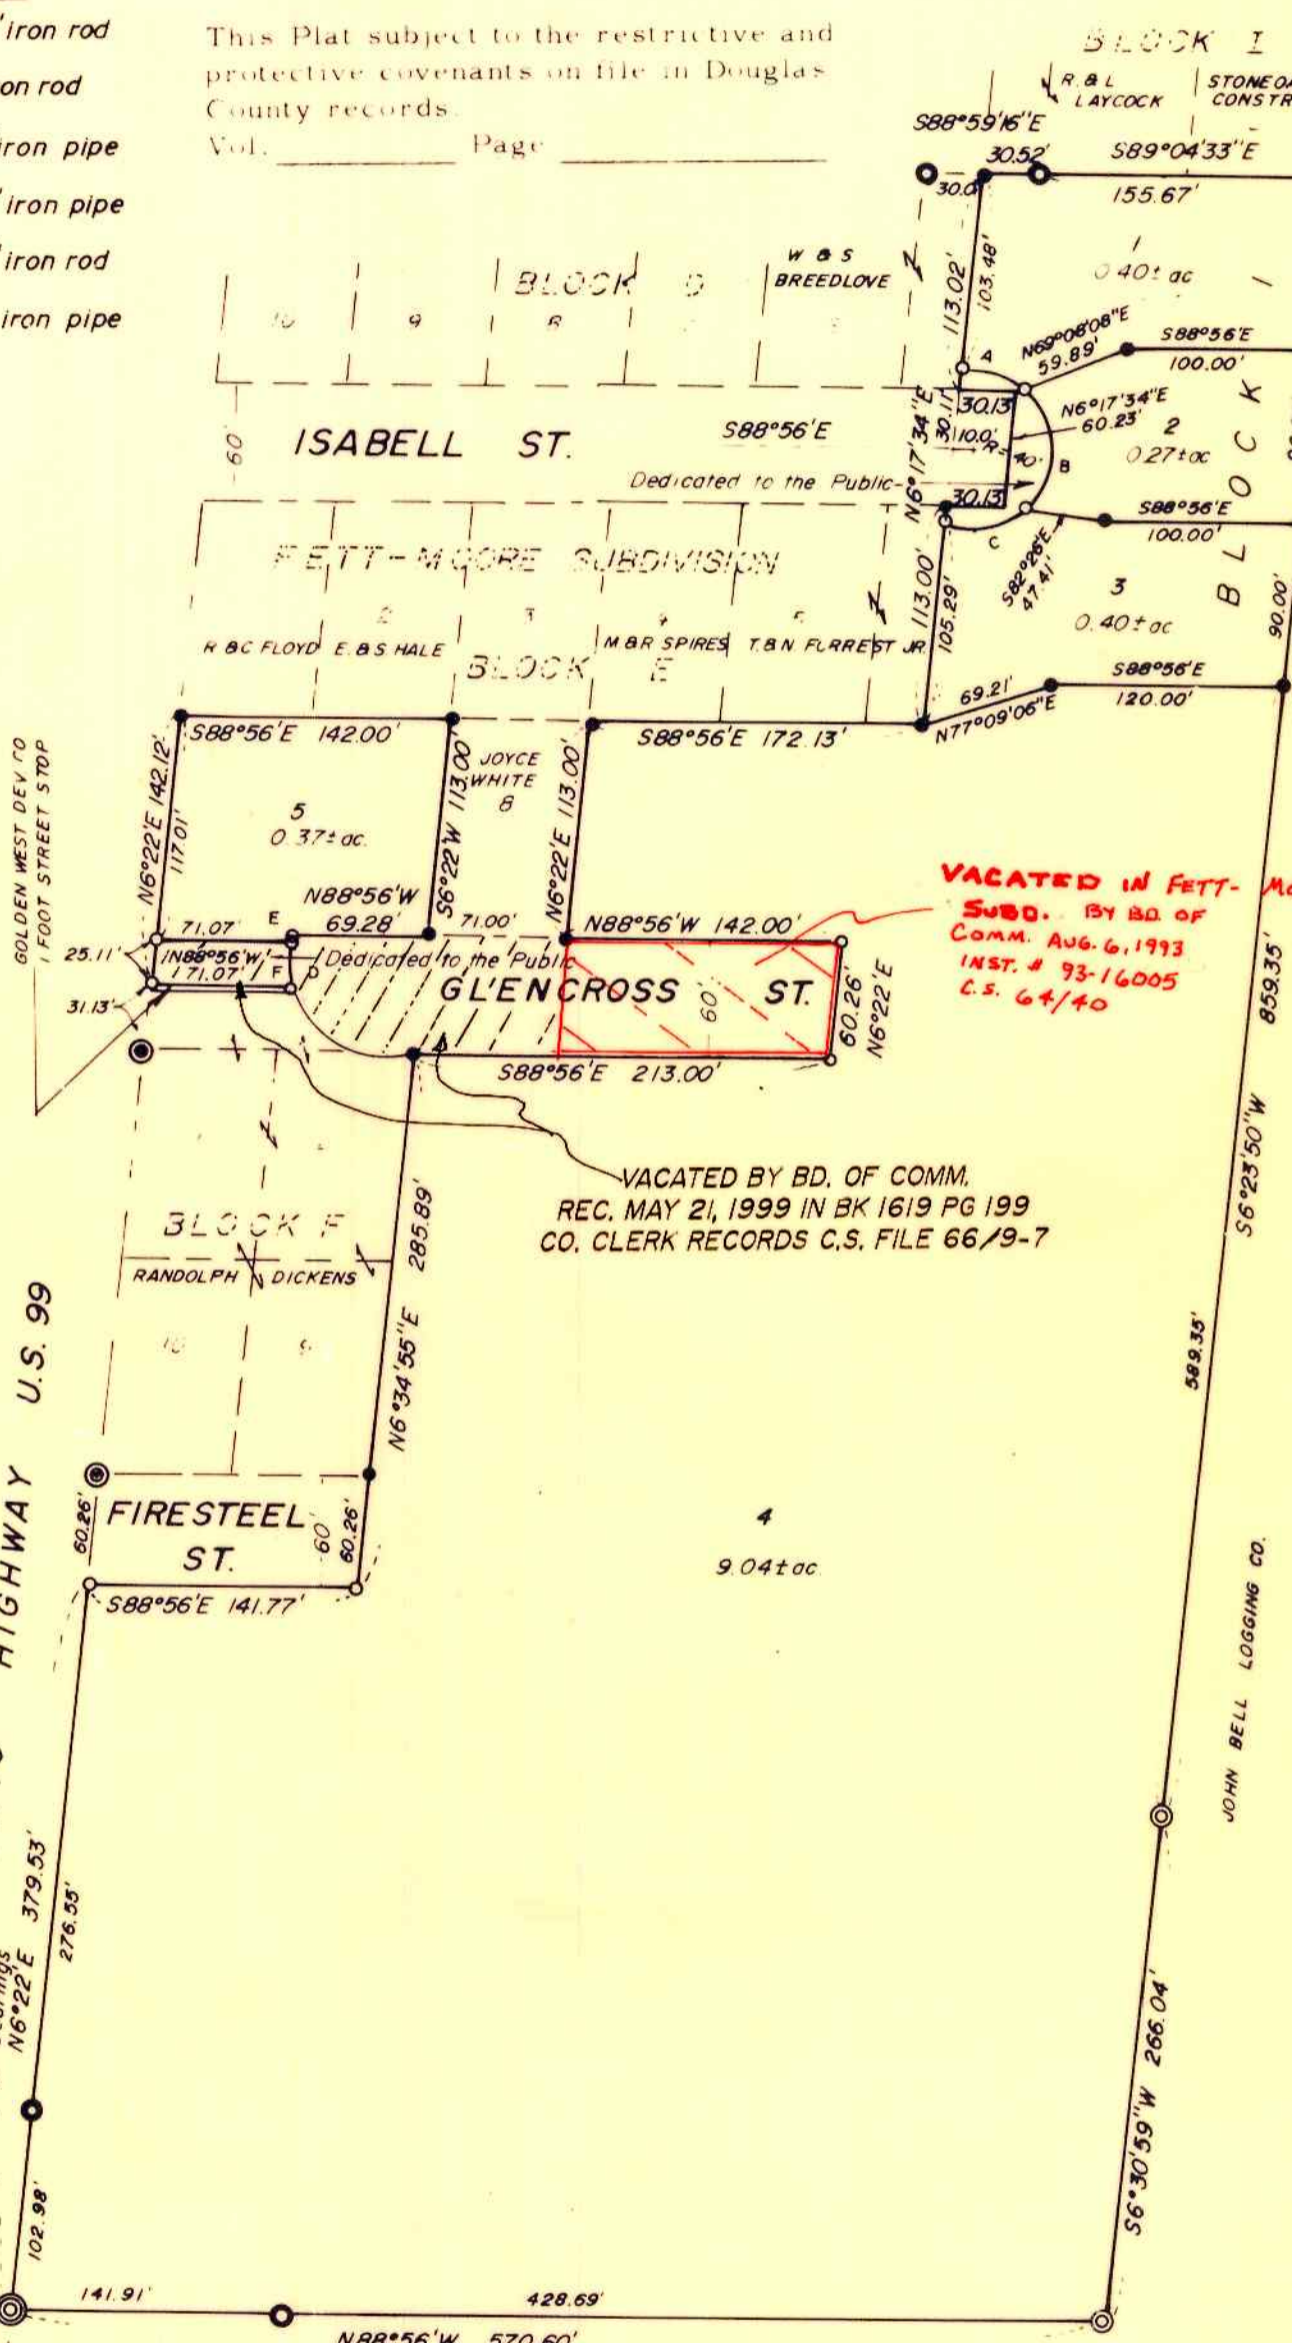 iron rod
on rod
iron pipe
iron pipe
iron rod
iron pipe
This Plat subject to the restrictive and
protective covenants on file in Douglas
County records.
Vol. Page
BLOCK I
R. & L
LAYCOCK
CONSTR
S88°59'16"E
30.52'
S89°04'33"E
155.67'
113.02'
103.48'
1
0.40± ac
W & S
BREEDLOVE
BLOCK D
10
9
8
A
N69°08'08"E
59.89'
S88°56'E
100.00'
30.13'
30.11'
N6°17'34"E
N6°17'34"E
60.23'
2
0.27± ac
ISABELL ST.
S88°56'E
60'
Dedicated to the Public
30.13'
B
S88°56'E
100.00'
C
S82°26'E
47.41'
BLOCK
1
3
0.40± ac
FETT-MOORE SUBDIVISION
2
3
4
5
R & C FLOYD
E. & S HALE
M & R SPIRES
T. & N. FURREST JR.
BLOCK E
113.00'
105.29'
69.21'
N77°09'06"E
S88°56'E
120.00'
90.00'
S88°56'E 142.00'
S88°56'E 172.13'
GOLDEN WEST DEV CO
1 FOOT STREET STOP
N6°22'E 142.12'
117.01'
5
0.37± ac.
S6°22'W 113.00'
JOYCE
WHITE
8
N6°22'E 113.00'
N88°56'W
71.07'
E
69.28'
71.00'
N88°56'W 142.00'
25.11'
N88°56'W
71.07'
F
D
Dedicated to the Public
31.13'
GLENCROSS ST.
60'
60.26'
N6°22'E
S88°56'E 213.00'
VACATED IN FETT-
SUBD. BY BD. OF
COMM. AUG. 6, 1993
INST. # 93-16005
C.S. 64/40
859.35'
S6°23'50"W
589.35'
VACATED BY BD. OF COMM.
REC. MAY 21, 1999 IN BK 1619 PG 199
CO. CLERK RECORDS C.S. FILE 66/9-7
BLOCK F
RANDOLPH
DICKENS
10
9
285.89'
N6°34'55"E
U.S. 99
HIGHWAY
60.26'
FIRESTEEL
ST.
60'
60.26'
S88°56'E 141.77'
4
9.04± ac
JOHN BELL LOGGING CO.
N6°22'E 379.53'
276.55'
102.98'
S6°30'59"W 266.04'
141.91'
428.69'
N88°56'W 570.60'